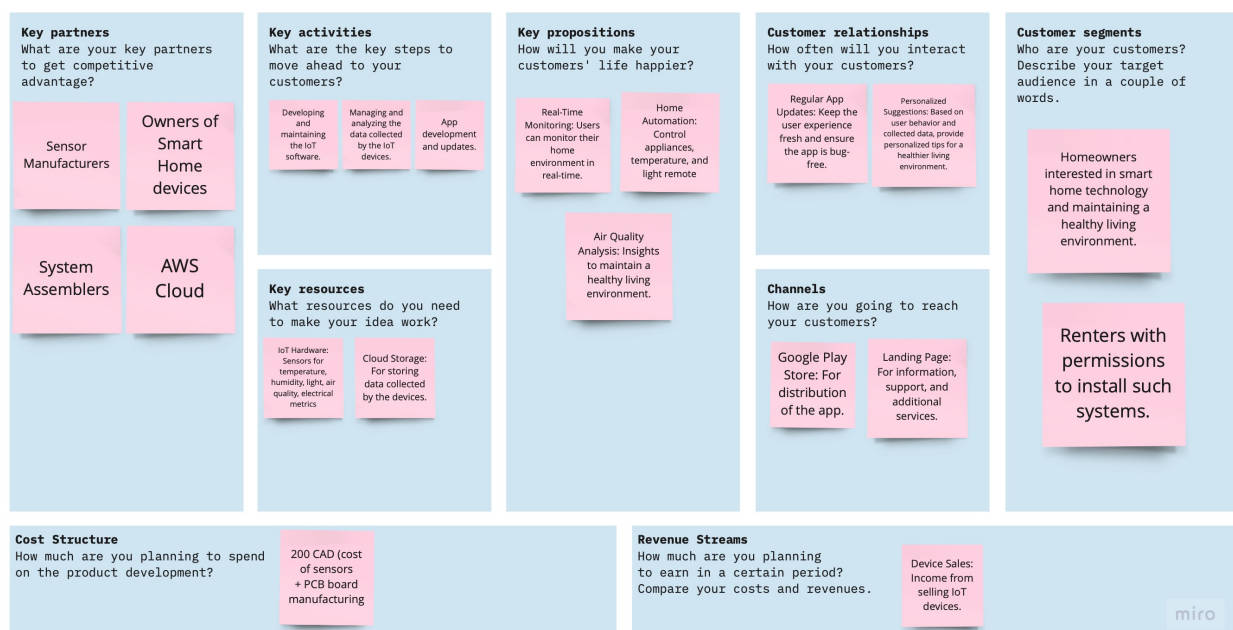 Key partners
What are your key partners
to get competitive
advantage?
Sensor
Manufacturers
Owners of
Smart
Home
devices
System
Assemblers
AWS
Cloud
Key activities
What are the key steps to
move ahead to your
customers?
Developing
and
maintaining
the IoT
software.
Managing and
analyzing the
data collected
by the IoT
devices.
App
development
and updates.
Key resources
What resources do you need
to make your idea work?
IoT Hardware:
Sensors for
temperature,
humidity, light, air
quality, electrical
metrics
Cloud Storage:
For storing
data collected
by the devices.
Key propositions
How will you make your
customers' life happier?
Real-Time
Monitoring: Users
can monitor their
home
environment in
real-time.
Home
Automation:
Control
appliances,
temperature, and
light remote
Air Quality
Analysis: Insights
to maintain a
healthy living
environment.
Customer relationships
How often will you interact
with your customers?
Regular App
Updates: Keep the
user experience
fresh and ensure
the app is bug-
free.
Personalized
Suggestions: Based on
user behavior and
collected data, provide
personalized tips for a
healthier living
environment.
Channels
How are you going to reach
your customers?
Google Play
Store: For
distribution
of the app.
Landing Page:
For information,
support, and
additional
services.
Customer segments
Who are your customers?
Describe your target
audience in a couple of
words.
Homeowners
interested in smart
home technology
and maintaining a
healthy living
environment.
Renters with
permissions
to install such
systems.
Cost Structure
How much are you planning to spend
on the product development?
200 CAD (cost
of sensors
+ PCB board
manufacturing
Revenue Streams
How much are you planning
to earn in a certain period?
Compare your costs and revenues.
Device Sales:
Income from
selling IoT
devices.
miro